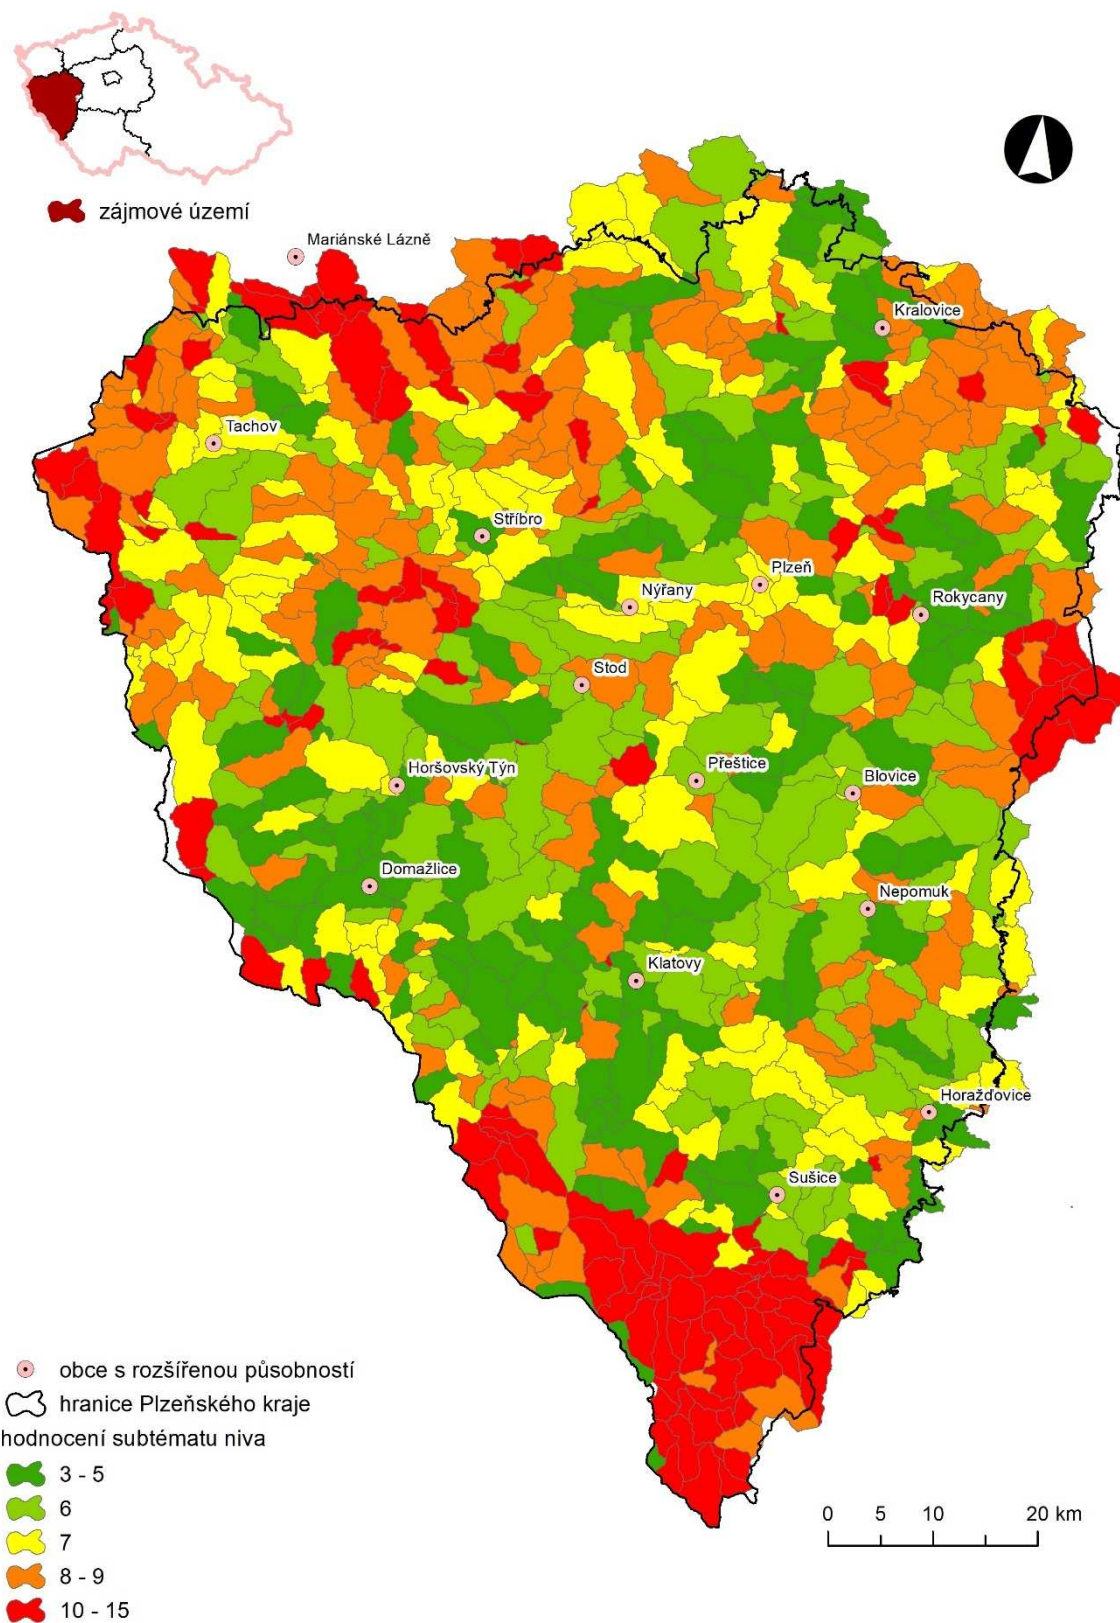 zájmové území
Mariánské Lázně
Kralovice
Tachov
Stříbro
Plzeň
Nýřany
Rokycany
Stod
Horšovský Týn
Přeštice
Blovice
Domažlice
Nepomuk
Klatovy
Horažďovice
Sušice
obce s rozšířenou působností
hranice Plzeňského kraje
hodnocení subtématu niva
3 - 5
6
7
8 - 9
10 - 15
0 5 10 20 km